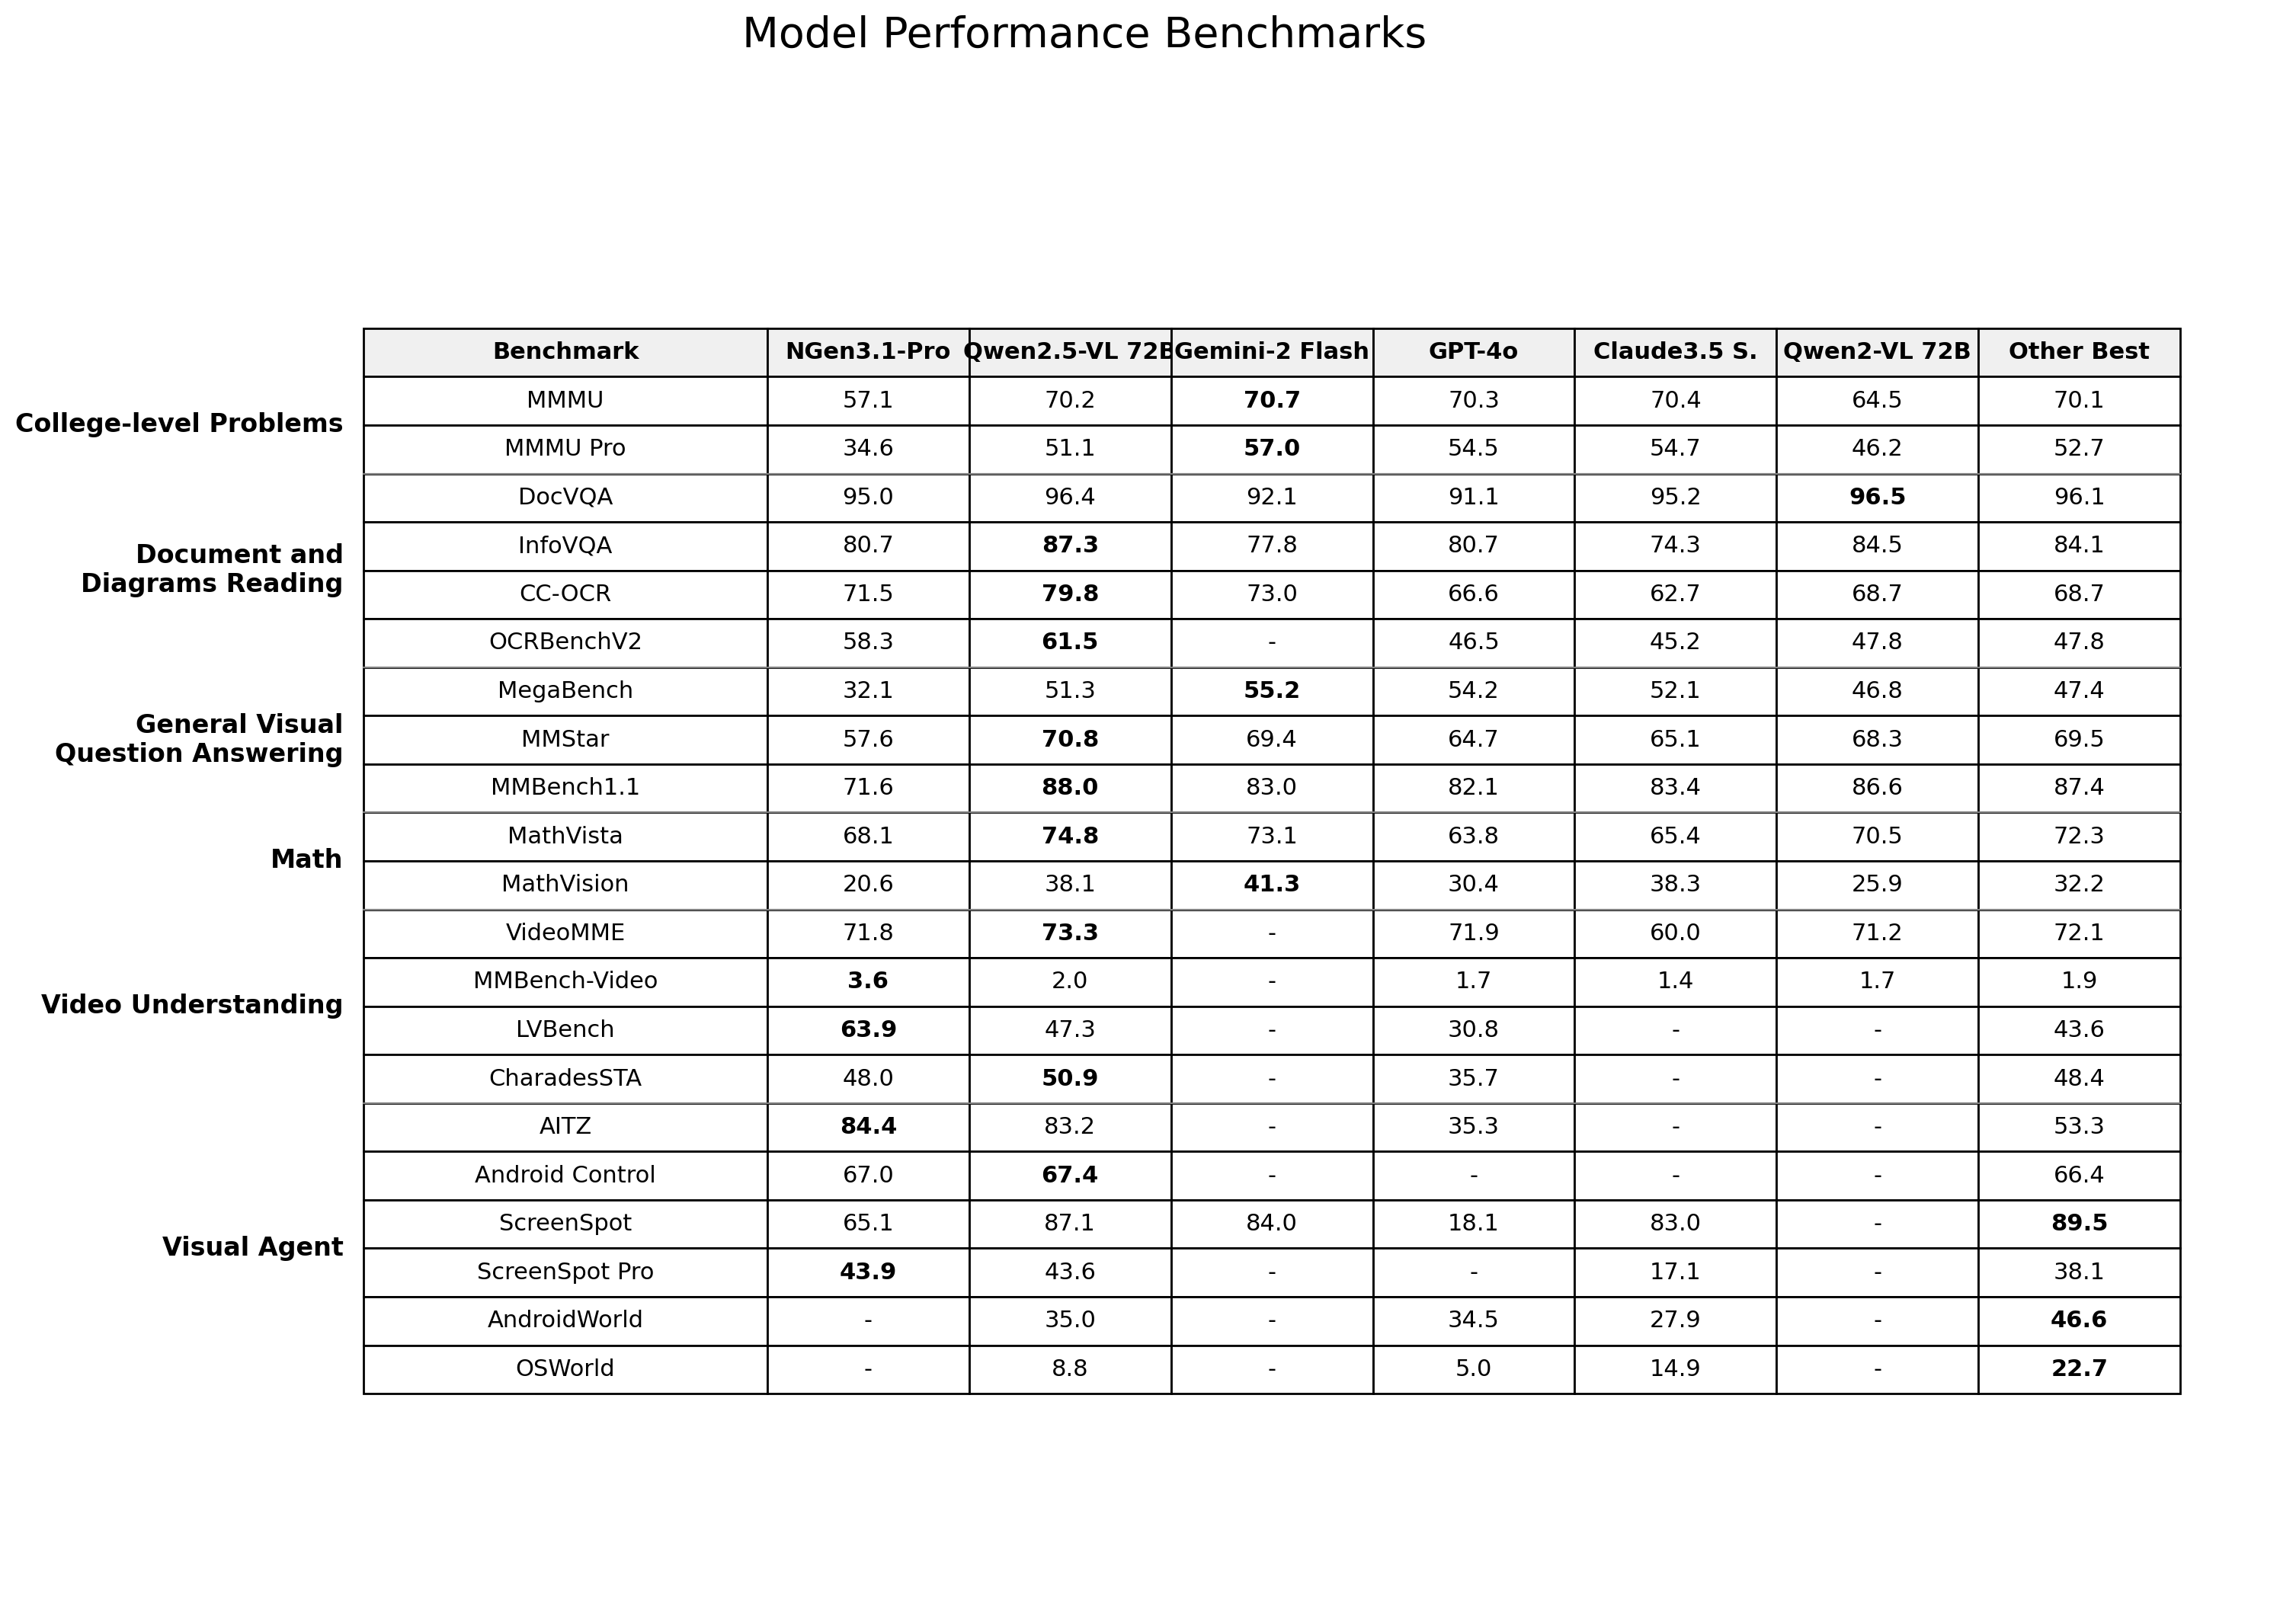 Model Performance Benchmarks
Benchmark NGen3.1-Pro Qwen2.5-VL 72B Gemini-2 Flash GPT-4o Claude3.5 S. Qwen2-VL 72B Other Best
College-level Problems
MMMU 57.1 70.2 70.7 70.3 70.4 64.5 70.1
MMMU Pro 34.6 51.1 57.0 54.5 54.7 46.2 52.7
Document and
Diagrams Reading
DocVQA 95.0 96.4 92.1 91.1 95.2 96.5 96.1
InfoVQA 80.7 87.3 77.8 80.7 74.3 84.5 84.1
CC-OCR 71.5 79.8 73.0 66.6 62.7 68.7 68.7
OCRBenchV2 58.3 61.5 - 46.5 45.2 47.8 47.8
General Visual
Question Answering
MegaBench 32.1 51.3 55.2 54.2 52.1 46.8 47.4
MMStar 57.6 70.8 69.4 64.7 65.1 68.3 69.5
MMBench1.1 71.6 88.0 83.0 82.1 83.4 86.6 87.4
Math
MathVista 68.1 74.8 73.1 63.8 65.4 70.5 72.3
MathVision 20.6 38.1 41.3 30.4 38.3 25.9 32.2
Video Understanding
VideoMME 71.8 73.3 - 71.9 60.0 71.2 72.1
MMBench-Video 3.6 2.0 - 1.7 1.4 1.7 1.9
LVBench 63.9 47.3 - 30.8 - - 43.6
CharadesSTA 48.0 50.9 - 35.7 - - 48.4
Visual Agent
AITZ 84.4 83.2 - 35.3 - - 53.3
Android Control 67.0 67.4 - - - - 66.4
ScreenSpot 65.1 87.1 84.0 18.1 83.0 - 89.5
ScreenSpot Pro 43.9 43.6 - - 17.1 - 38.1
AndroidWorld - 35.0 - 34.5 27.9 - 46.6
OSWorld - 8.8 - 5.0 14.9 - 22.7